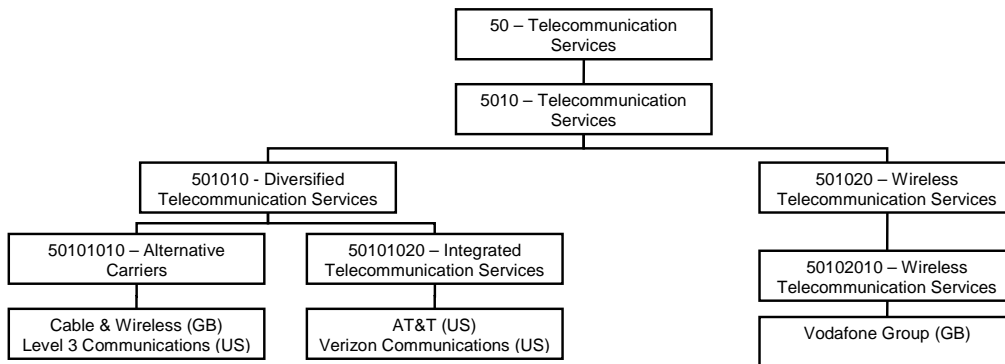 50 – Telecommunication
Services
5010 – Telecommunication
Services
501010 - Diversified
Telecommunication Services
501020 – Wireless
Telecommunication Services
50101010 – Alternative
Carriers
50101020 – Integrated
Telecommunication Services
50102010 – Wireless
Telecommunication Services
Cable & Wireless (GB)
Level 3 Communications (US)
AT&T (US)
Verizon Communications (US)
Vodafone Group (GB)